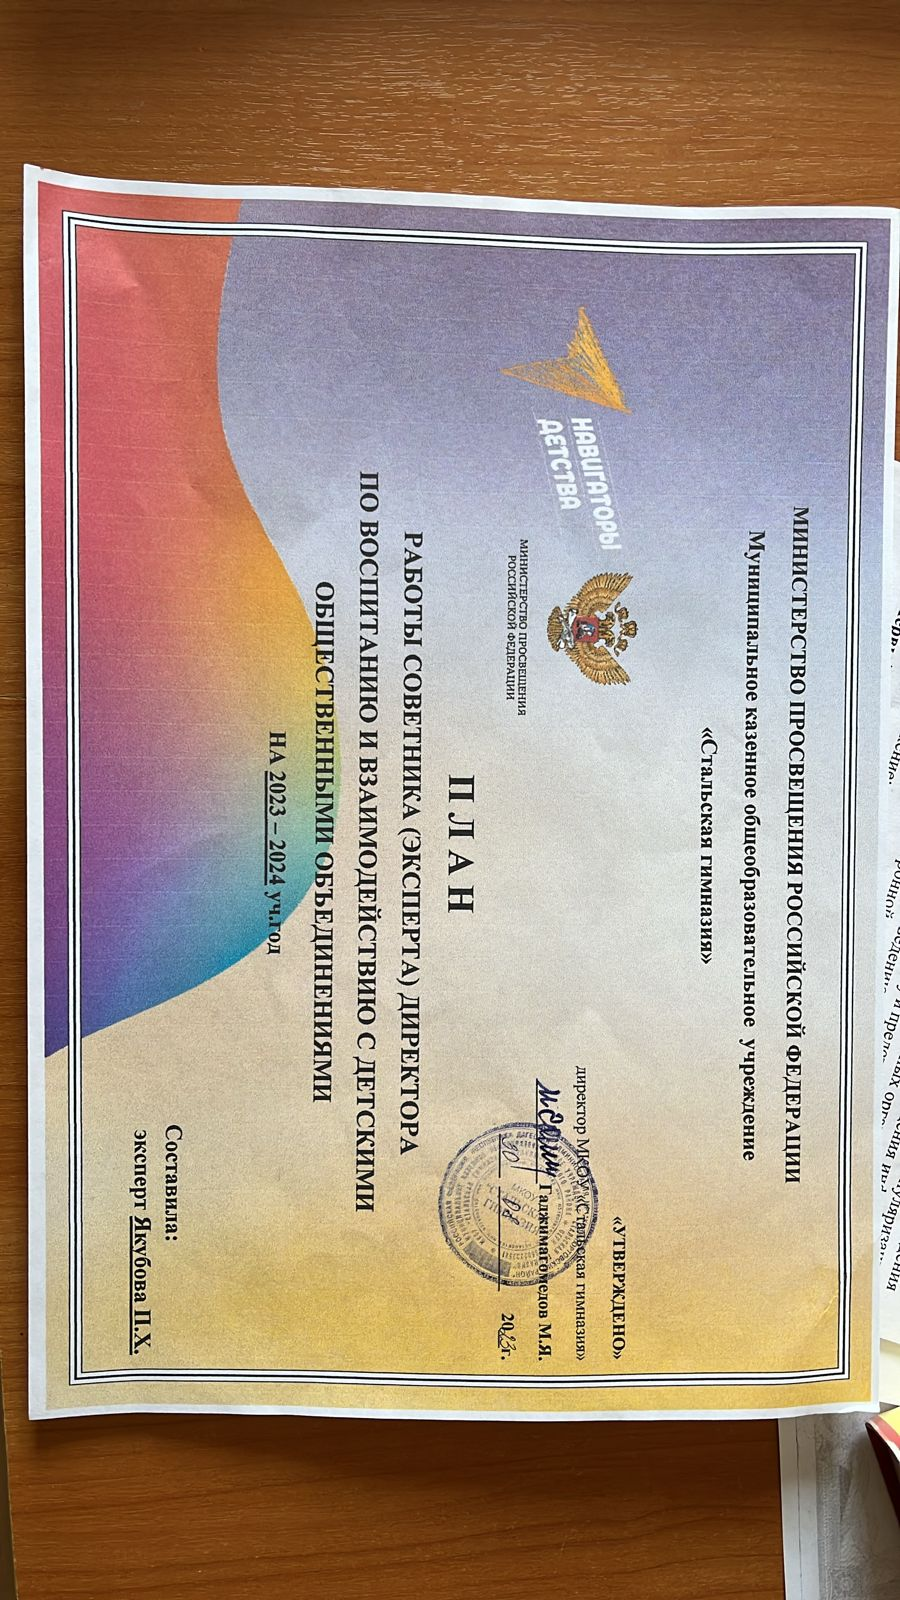 МИНИСТЕРСТВО ПРОСВЕЩЕНИЯ РОССИЙСКОЙ ФЕДЕРАЦИИ
Муниципальное казенное общеобразовательное учреждение
«Стальская гимназия»
НАВИГАТОРЫ
ДЕТСТВА
МИНИСТЕРСТВО ПРОСВЕЩЕНИЯ
РОССИЙСКОЙ ФЕДЕРАЦИИ
«УТВЕРЖДЕНО»
директор МКОУ «Стальская гимназия»
Гаджимагомедов М.Я.
2023г.
ПЛАН
РАБОТЫ СОВЕТНИКА (ЭКСПЕРТА) ДИРЕКТОРА
ПО ВОСПИТАНИЮ И ВЗАИМОДЕЙСТВИЮ С ДЕТСКИМИ
ОБЩЕСТВЕННЫМИ ОБЪЕДИНЕНИЯМИ
НА 2023 – 2024 уч.год
Составила:
эксперт Якубова П.Х.